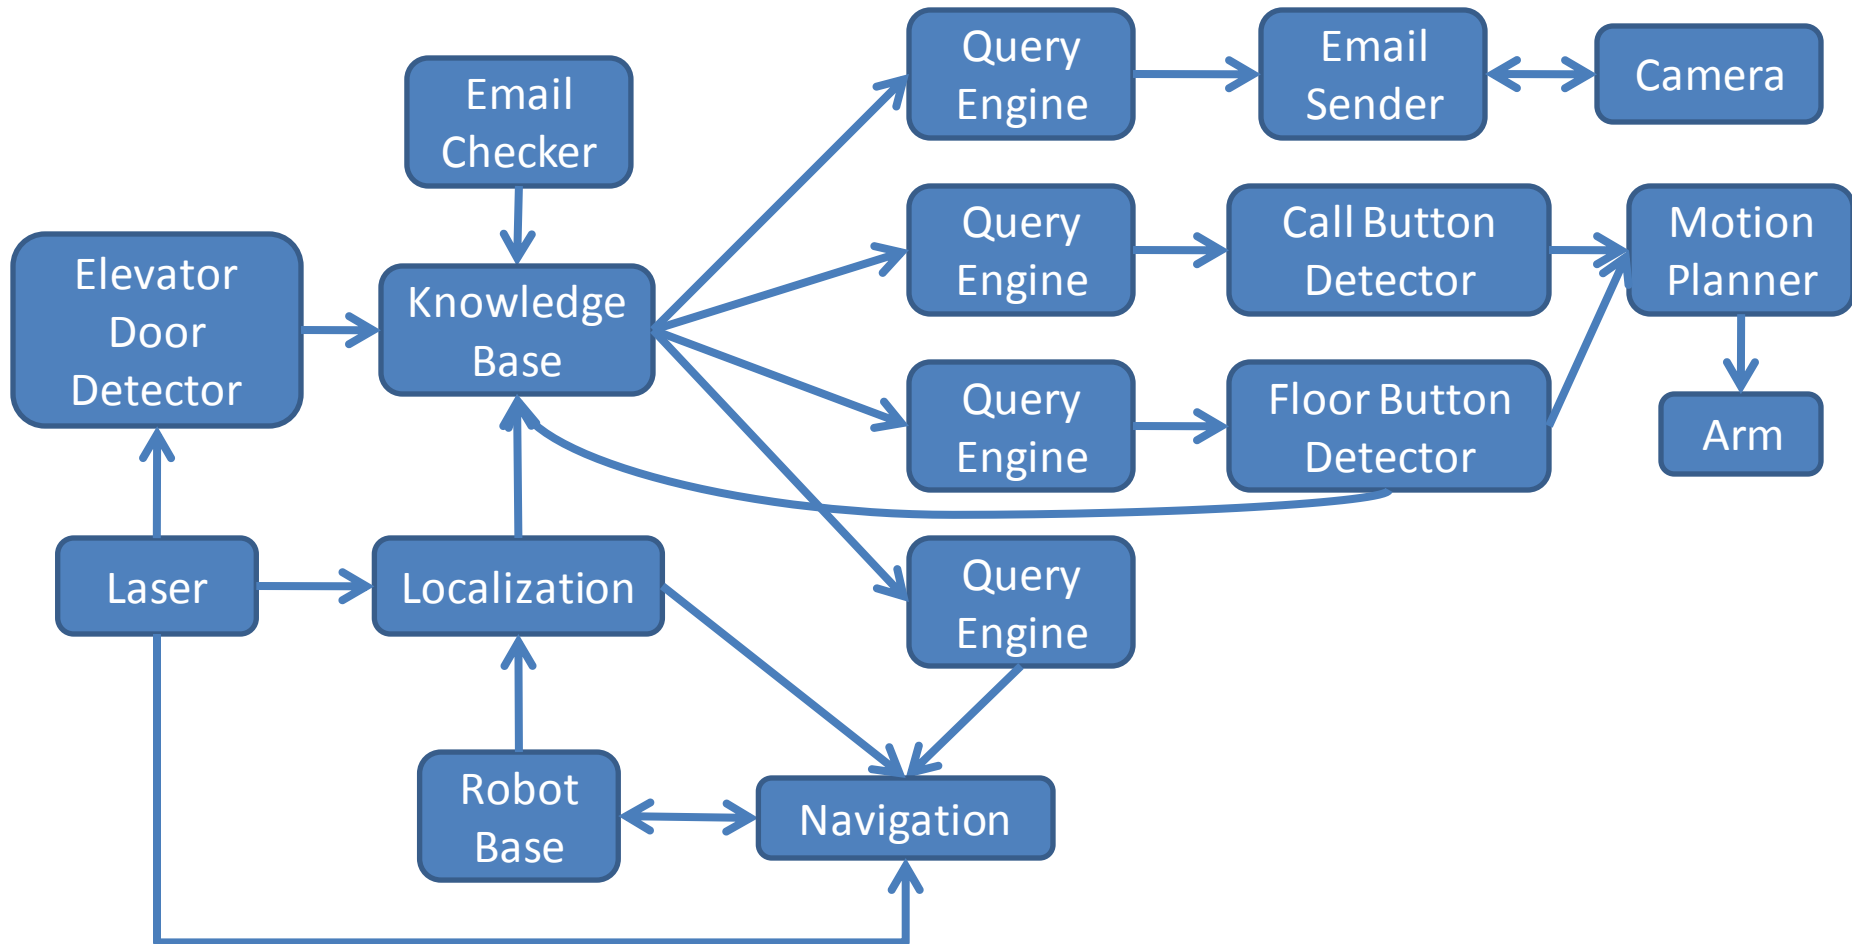 Query
Engine
Email
Sender
Camera
Email
Checker
Query
Engine
Call Button
Detector
Motion
Planner
Elevator
Door
Detector
Knowledge
Base
Query
Engine
Floor Button
Detector
Arm
Laser
Localization
Query
Engine
Robot
Base
Navigation